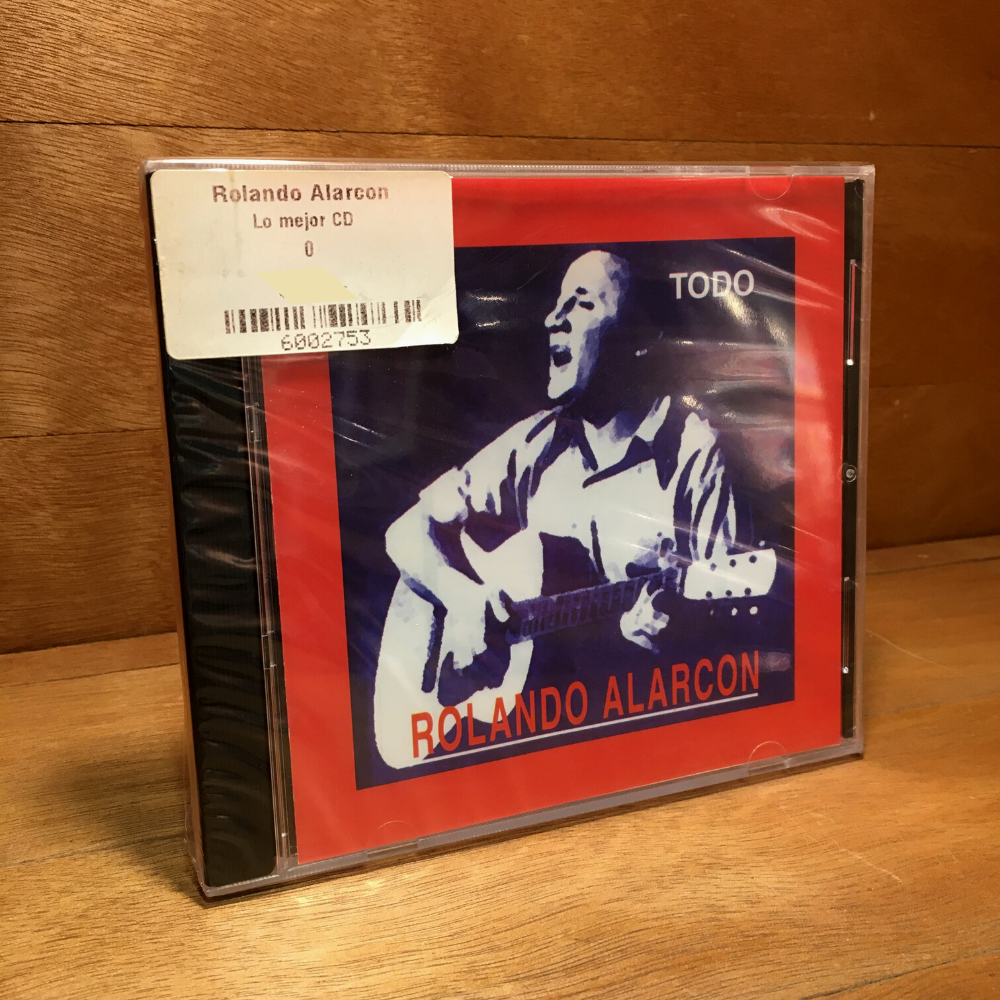 Rolando Alarcon
Lo mejor CD
0
6002753
TODO
ROLANDO ALARCON